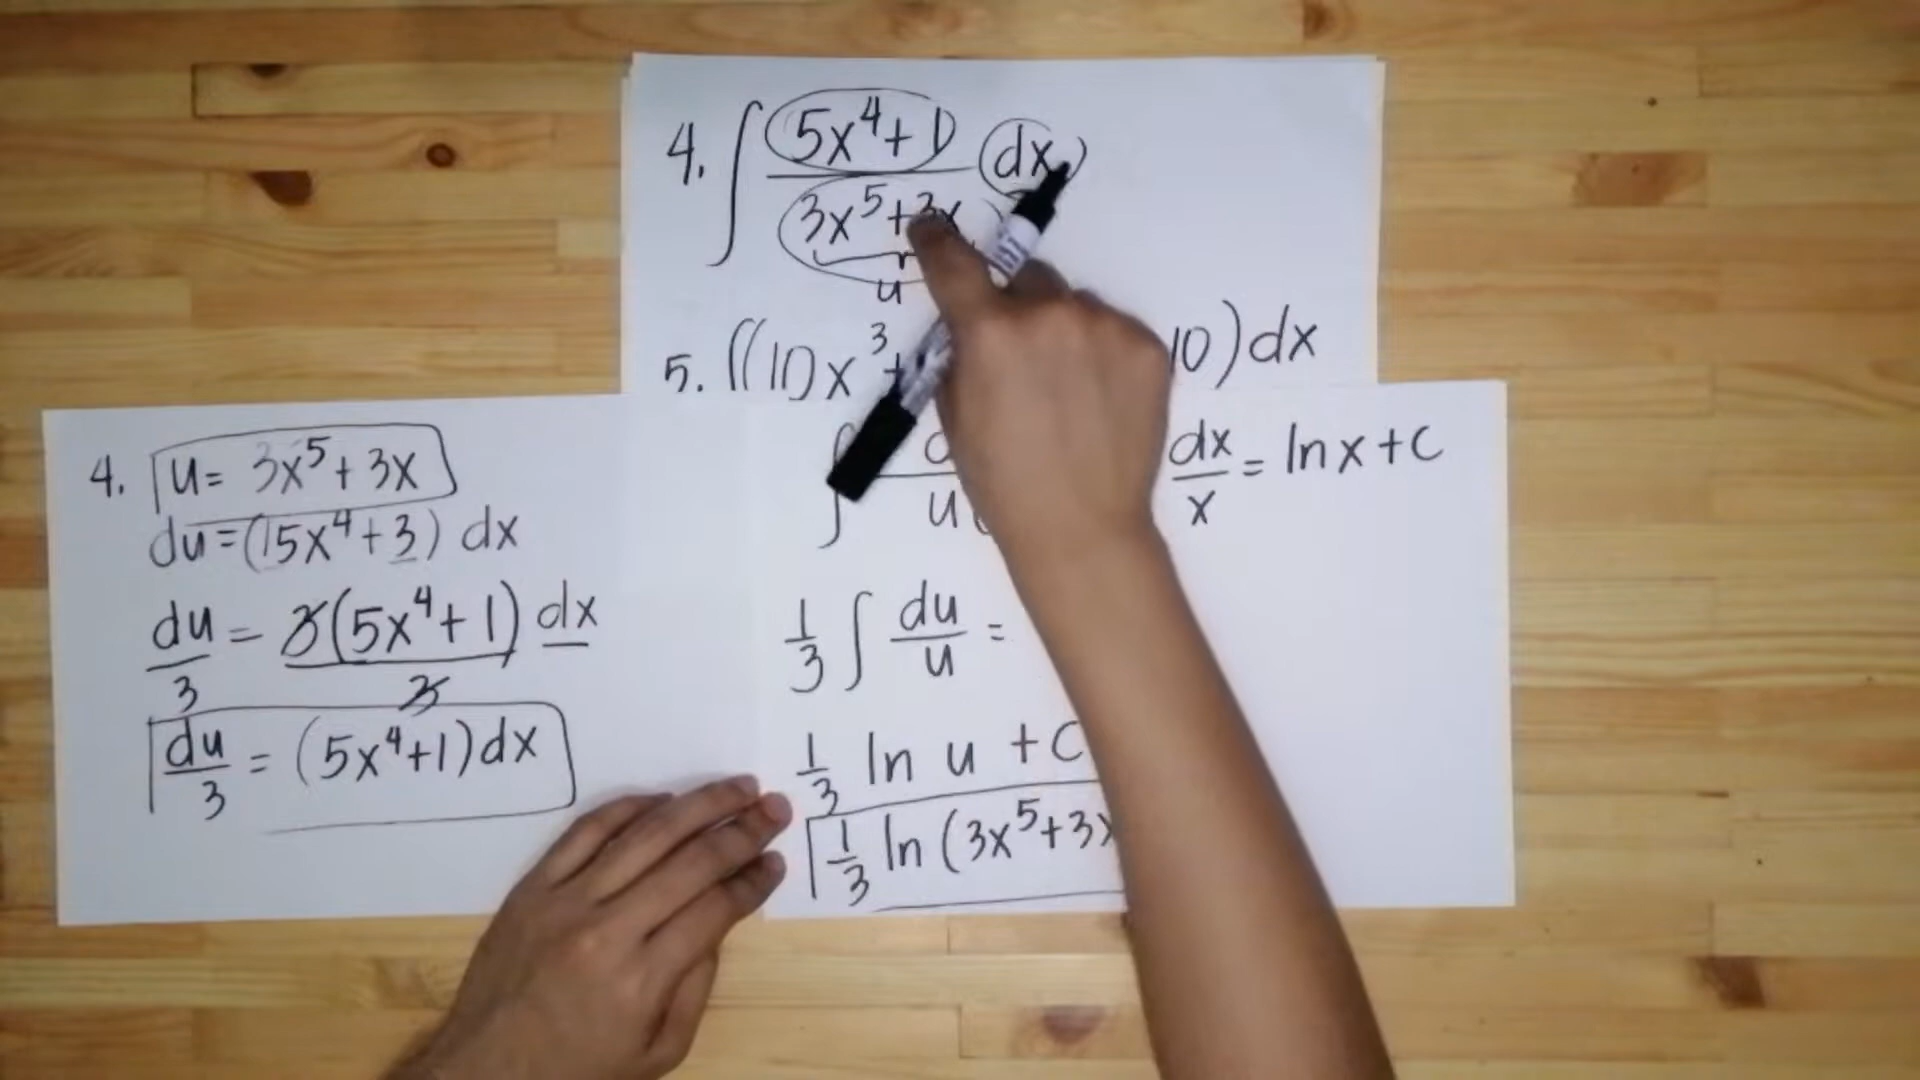 4. ∫ 5x⁴+1 / 3x⁵+3x dx
u
5. ∫(10x³+ 10)dx
4. u= 3x⁵+3x
du=(15x⁴+3) dx
du/3 = 3(5x⁴+1) dx / 3
du/3 = (5x⁴+1)dx
∫ d / u dx/x = ln x + C
1/3 ∫ du/u =
1/3 ln u + C
1/3 ln (3x⁵+3x